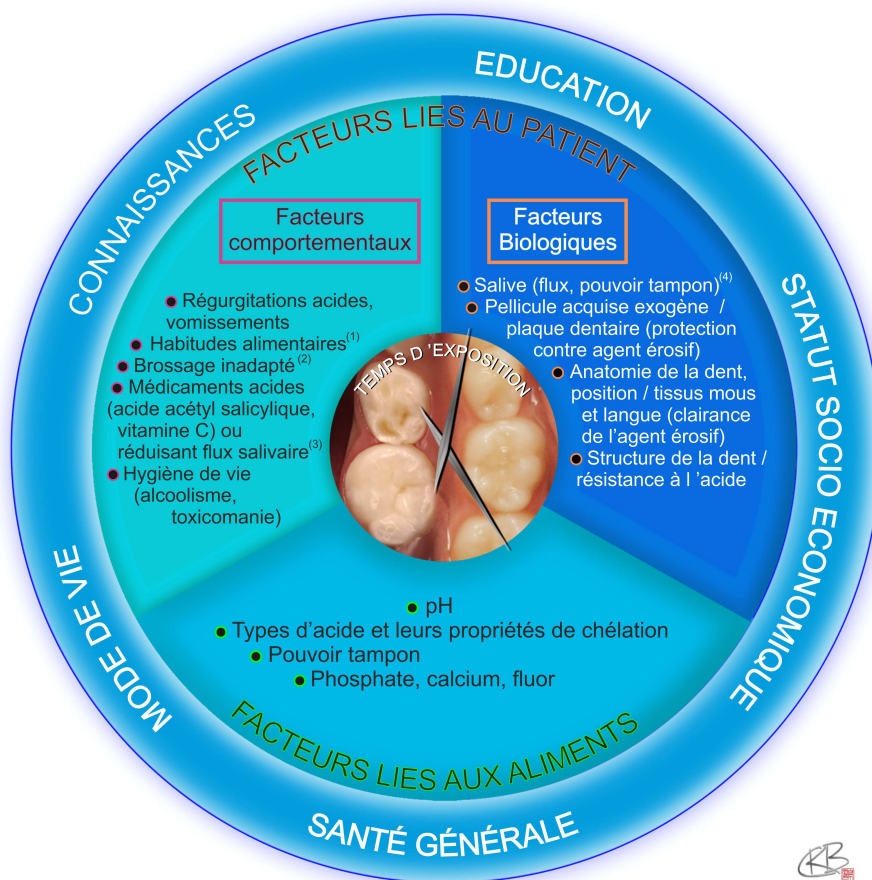 EDUCATION
CONNAISSANCES
STATUT SOCIO ECONOMIQUE
MODE DE VIE
SANTÉ GÉNÉRALE
FACTEURS LIES AU PATIENT
Facteurs
comportementaux
● Régurgitations acides,
vomissements
● Habitudes alimentaires(1)
● Brossage inadapté(2)
● Médicaments acides
(acide acétyl salicylique,
vitamine C) ou
réduisant flux salivaire(3)
● Hygiène de vie
(alcoolisme,
toxicomanie)
Facteurs
Biologiques
● Salive (flux, pouvoir tampon)(4)
● Pellicule acquise exogène /
plaque dentaire (protection
contre agent érosif)
● Anatomie de la dent,
position / tissus mous
et langue (clairance
de l'agent érosif)
● Structure de la dent /
résistance à l 'acide
TEMPS D 'EXPOSITION
● pH
● Types d'acide et leurs propriétés de chélation
● Pouvoir tampon
● Phosphate, calcium, fluor
FACTEURS LIES AUX ALIMENTS